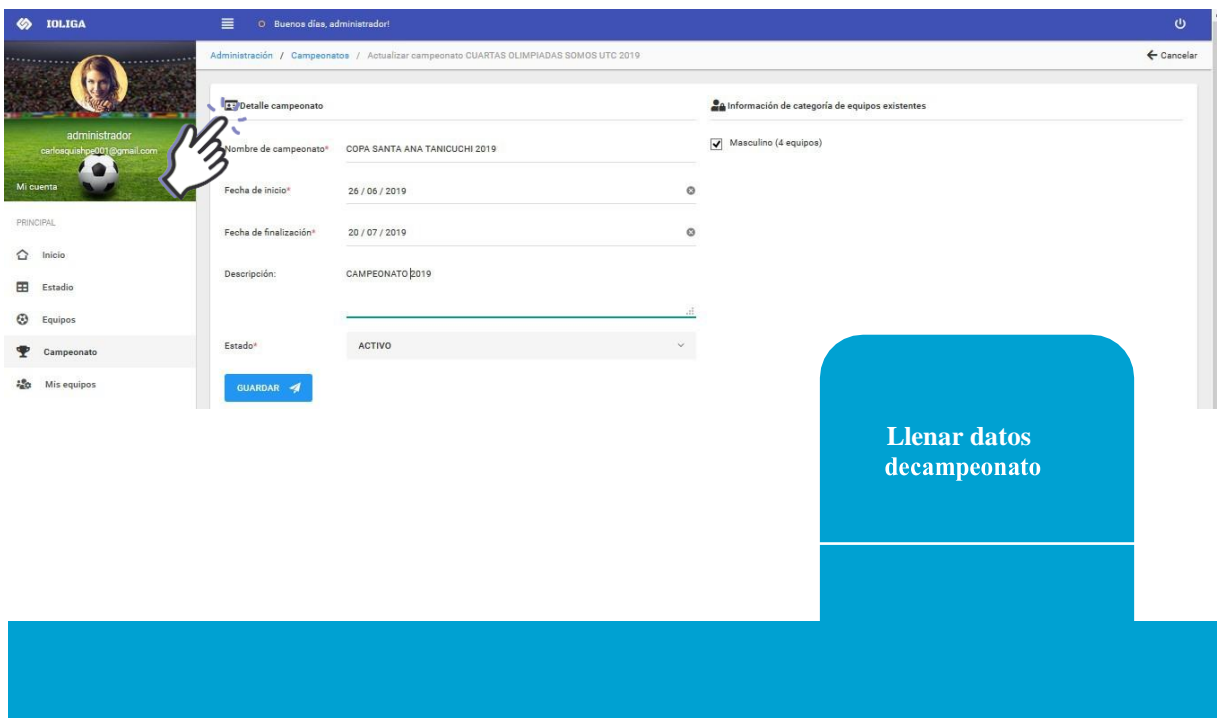 IOLIGA
Buenos días, administrador!
Administración / Campeonatos / Actualizar campeonato CUARTAS OLIMPIADAS SOMOS UTC 2019
Cancelar
administrador
carlosquishpe001@gmail.com
Mi cuenta
PRINCIPAL
Inicio
Estadio
Equipos
Campeonato
Mis equipos
Detalle campeonato
Nombre de campeonato* COPA SANTA ANA TANICUCHI 2019
Fecha de inicio* 26 / 06 / 2019
Fecha de finalización* 20 / 07 / 2019
Descripción: CAMPEONATO 2019
Estado* ACTIVO
GUARDAR
Información de categoría de equipos existentes
Masculino (4 equipos)
Llenar datos
decampeonato